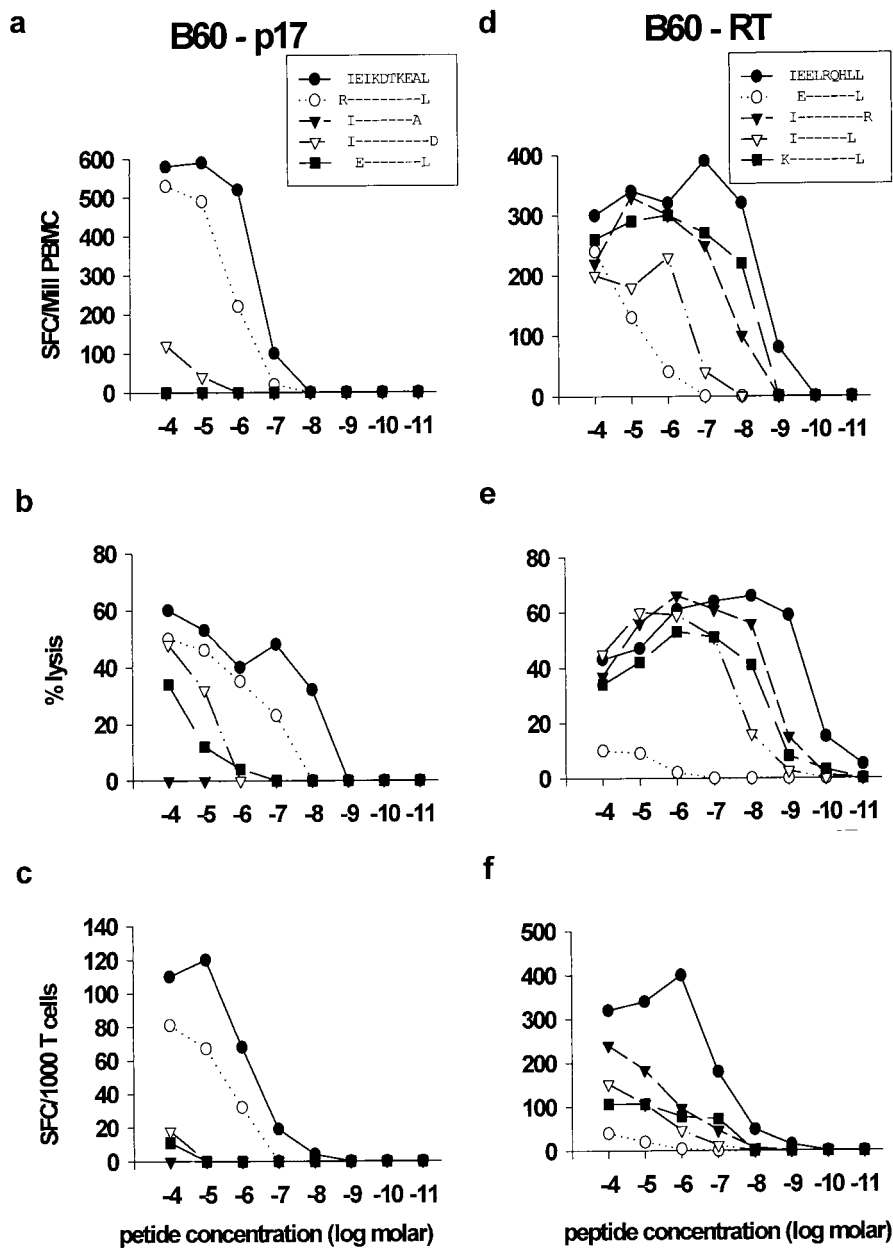 a
B60 - p17
IEIKDTKEAL
R--------L
I-------A
I---------D
E-------L
SFC/Mill PBMC
600
500
400
300
200
100
0
-4 -5 -6 -7 -8 -9 -10 -11
b
% lysis
80
60
40
20
0
-4 -5 -6 -7 -8 -9 -10 -11
c
SFC/1000 T cells
140
120
100
80
60
40
20
0
-4 -5 -6 -7 -8 -9 -10 -11
petide concentration (log molar)
d
B60 - RT
IEELRQHLL
E------L
I--------R
I------L
K--------L
400
300
200
100
0
-4 -5 -6 -7 -8 -9 -10 -11
e
80
60
40
20
0
-4 -5 -6 -7 -8 -9 -10 -11
f
500
400
300
200
100
0
-4 -5 -6 -7 -8 -9 -10 -11
peptide concentration (log molar)